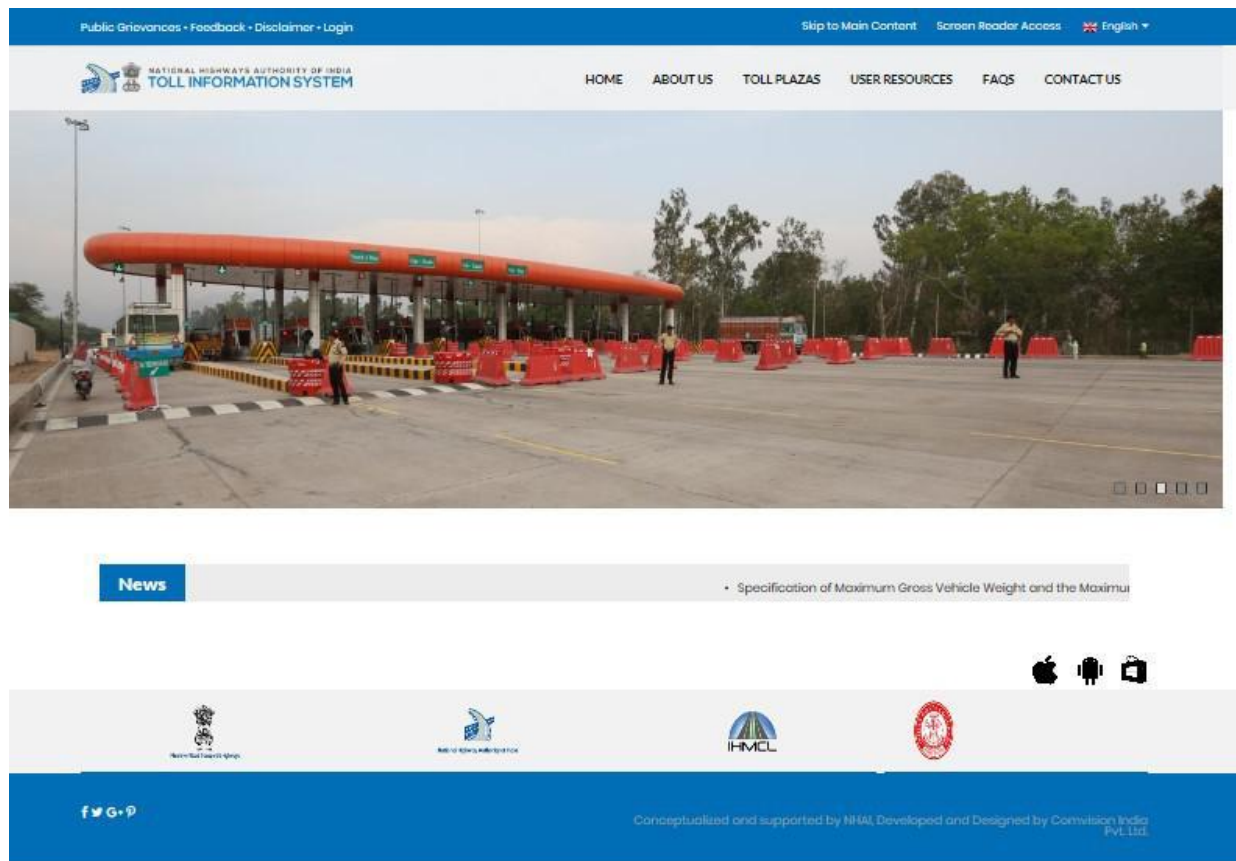 Public Grievances • Feedback • Disclaimer • Login
Skip to Main Content Screen Reader Access English
NATIONAL HIGHWAYS AUTHORITY OF INDIA
TOLL INFORMATION SYSTEM
HOME ABOUT US TOLL PLAZAS USER RESOURCES FAQS CONTACT US
News
• Specification of Maximum Gross Vehicle Weight and the Maximu
IHMCL
Conceptualized and supported by NHAI, Developed and Designed by Comvision India
Pvt. Ltd.